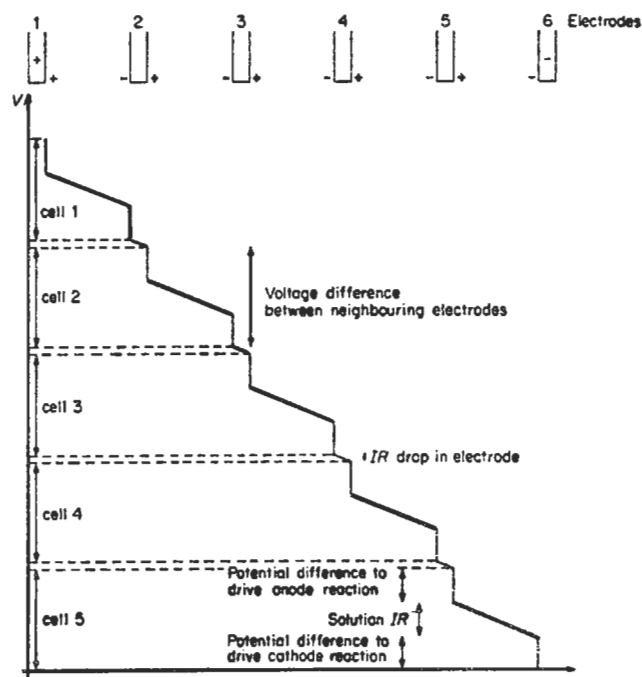 1 2 3 4 5 6 Electrodes
+ -
+ - + - + - + - + -
V
cell 1
cell 2
Voltage difference
between neighbouring electrodes
cell 3
IR drop in electrode
cell 4
Potential difference to
drive anode reaction
cell 5
Solution IR
Potential difference to
drive cathode reaction